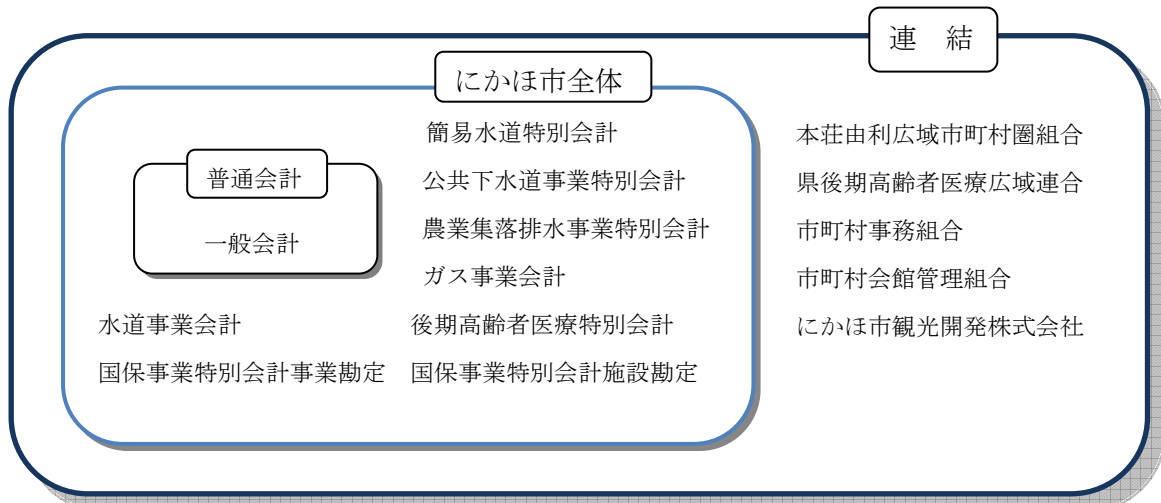 連　結
にかほ市全体
簡易水道特別会計
本荘由利広域市町村圏組合
普通会計
公共下水道事業特別会計
県後期高齢者医療広域連合
一般会計
農業集落排水事業特別会計
市町村事務組合
ガス事業会計
市町村会館管理組合
水道事業会計
後期高齢者医療特別会計
にかほ市観光開発株式会社
国保事業特別会計事業勘定
国保事業特別会計施設勘定